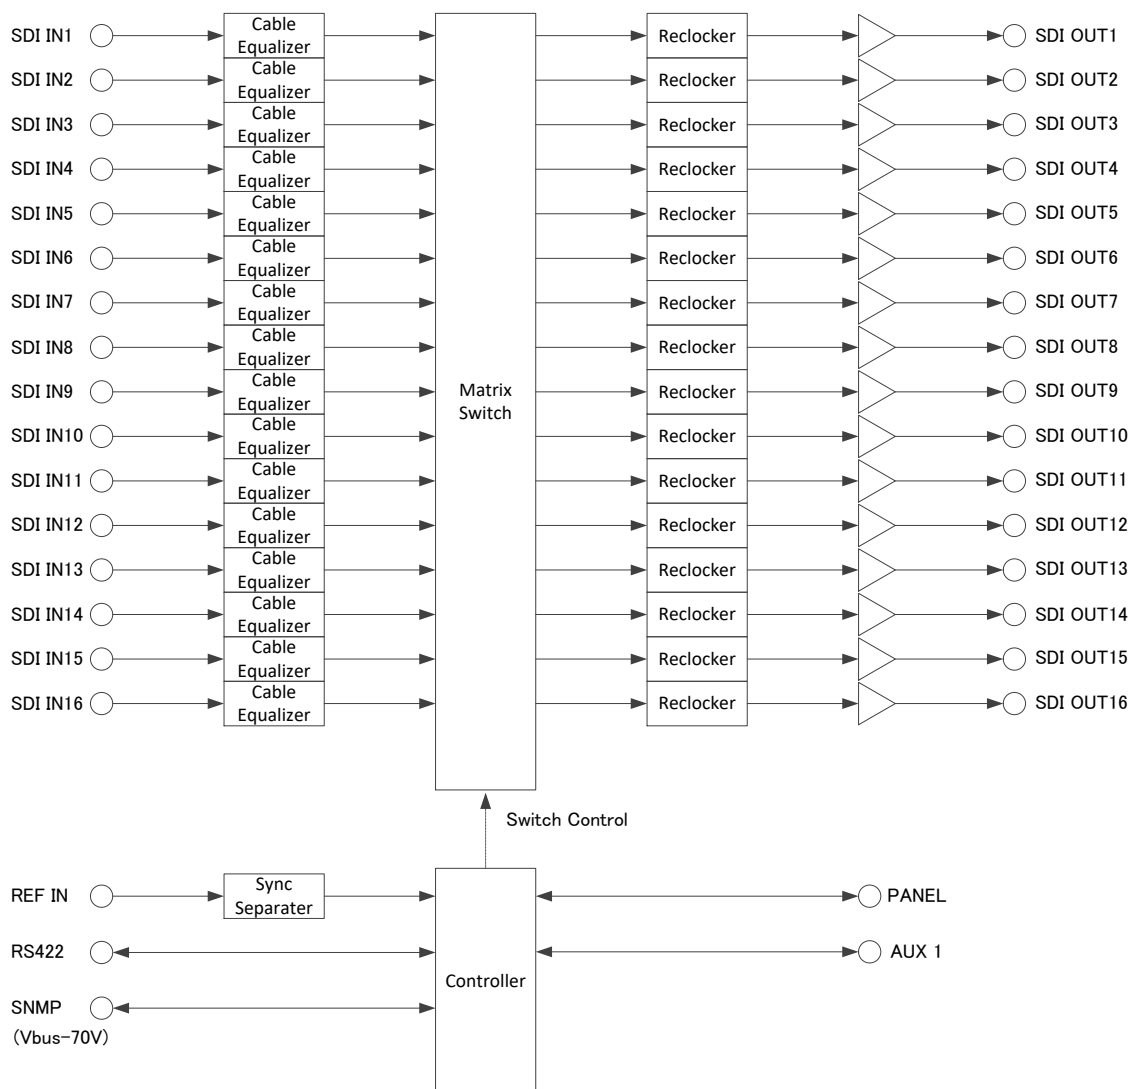 SDI IN1 Cable Equalizer Reclocker SDI OUT1
SDI IN2 Cable Equalizer Reclocker SDI OUT2
SDI IN3 Cable Equalizer Reclocker SDI OUT3
SDI IN4 Cable Equalizer Reclocker SDI OUT4
SDI IN5 Cable Equalizer Reclocker SDI OUT5
SDI IN6 Cable Equalizer Reclocker SDI OUT6
SDI IN7 Cable Equalizer Reclocker SDI OUT7
SDI IN8 Cable Equalizer Reclocker SDI OUT8
SDI IN9 Cable Equalizer Matrix Switch Reclocker SDI OUT9
SDI IN10 Cable Equalizer Reclocker SDI OUT10
SDI IN11 Cable Equalizer Reclocker SDI OUT11
SDI IN12 Cable Equalizer Reclocker SDI OUT12
SDI IN13 Cable Equalizer Reclocker SDI OUT13
SDI IN14 Cable Equalizer Reclocker SDI OUT14
SDI IN15 Cable Equalizer Reclocker SDI OUT15
SDI IN16 Cable Equalizer Reclocker SDI OUT16
Switch Control
REF IN Sync Separater PANEL
RS422 AUX 1
Controller
SNMP
(Vbus-70V)